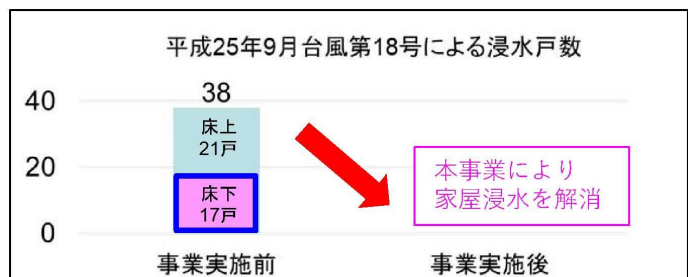 平成25年9月台風第18号による浸水戸数
40
38
床上
21戸
20
本事業により
家屋浸水を解消
床下
17戸
0
事業実施前
事業実施後